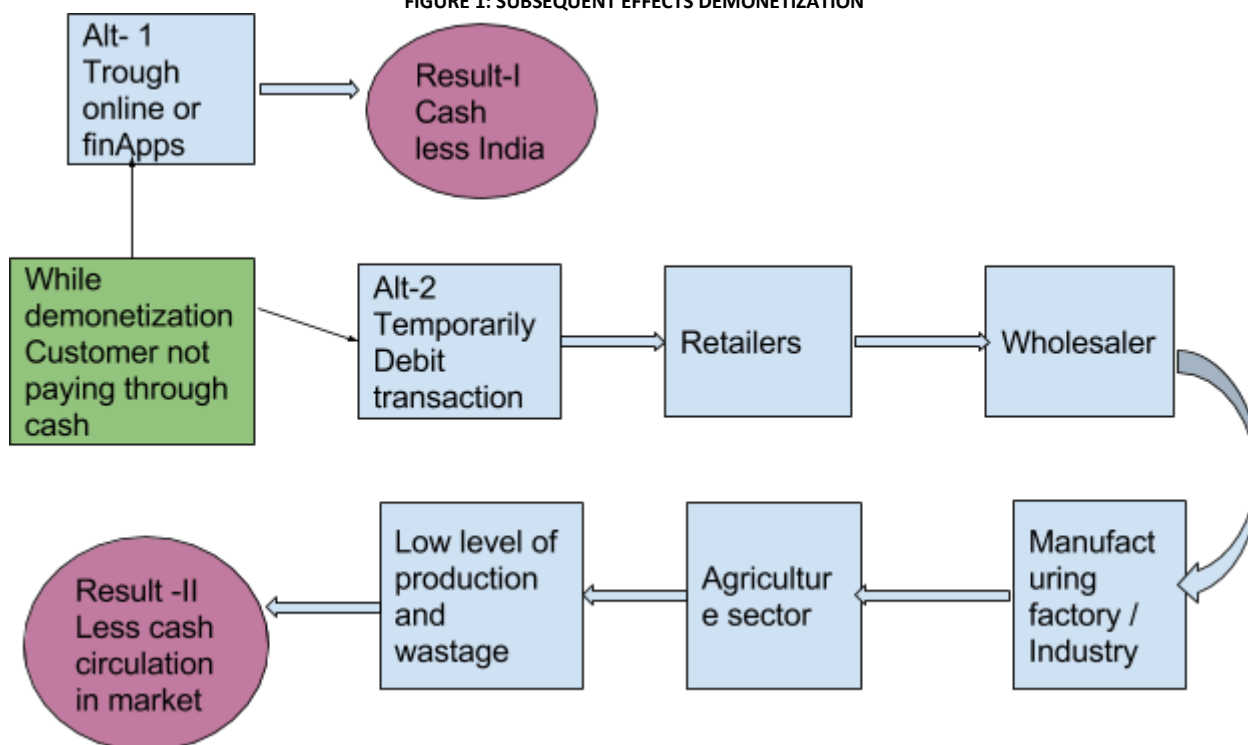 FIGURE 1: SUBSEQUENT EFFECTS DEMONETIZATION
Alt- 1
Trough
online or
finApps
Result-I
Cash
less India
While
demonetization
Customer not
paying through
cash
Alt-2
Temporarily
Debit
transaction
Retailers
Wholesaler
Manufact
uring
factory /
Industry
Agricultur
e sector
Low level of
production
and
wastage
Result -II
Less cash
circulation
in market